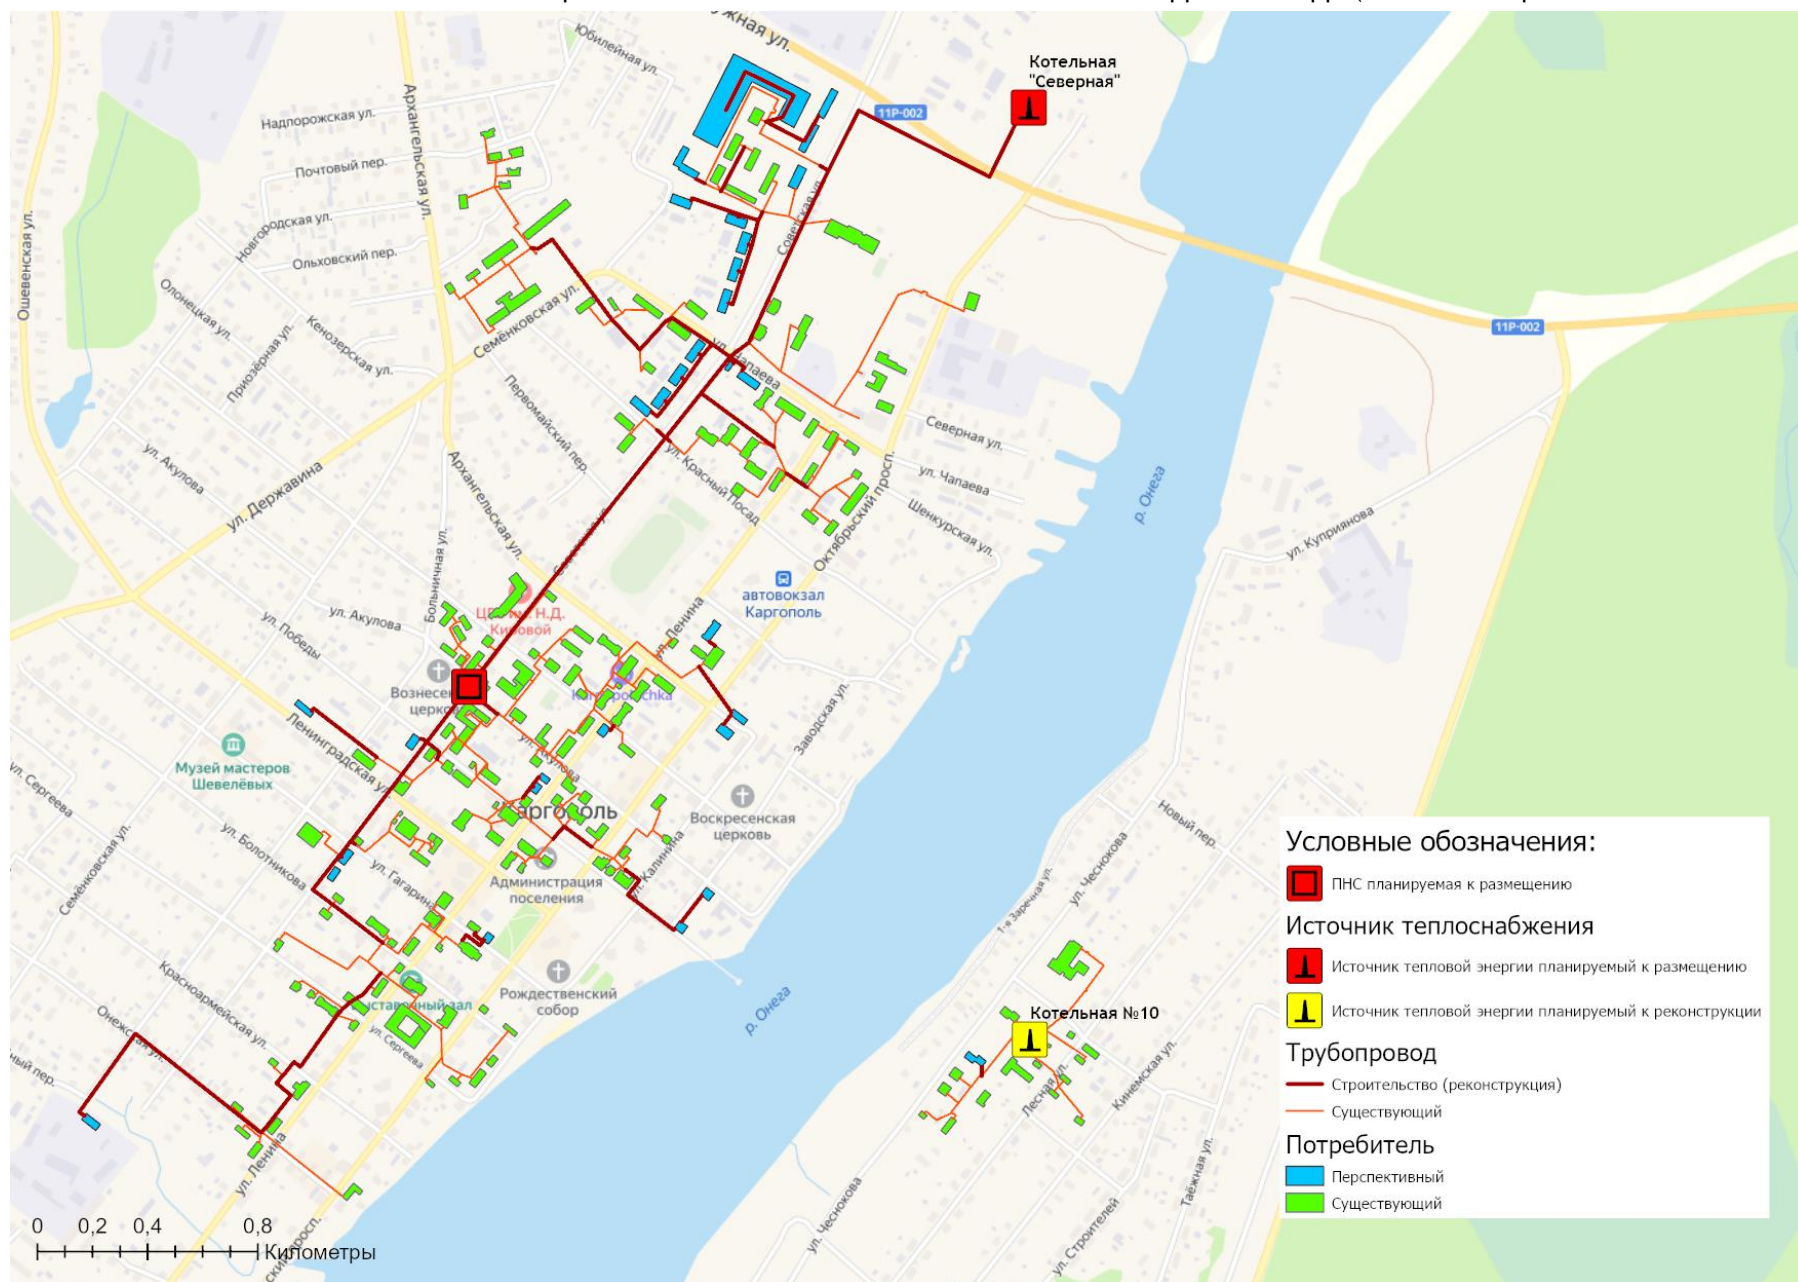 Юбилейная ул.
Котельная
"Северная"
11Р-002
Надпорожская ул.
Архангельская ул.
Почтовый пер.
Новгородская ул.
Ольховский пер.
Ошевенская ул.
Советская ул.
Олонецкая ул.
Кенозерская ул.
Приозёрная ул.
Семёнковская ул.
ул. Чапаева
11Р-002
Первомайский пер.
Северная ул.
ул. Акулова
ул. Державина
Архангельская ул.
ул. Красный Посад
ул. Чапаева
Октябрьский просп.
Шенкурская ул.
р. Онега
ул. Куприянова
Больничная ул.
автовокзал
Каргополь
ул. Акулова
ул. Победы
ул. Ленина
Заводская ул.
Ленинградская ул.
Музей мастеров
Шевелёвых
ул. Сергеева
ул. Акулова
Воскресенская
церковь
Семёнковская ул.
ул. Болотникова
ул. Гагарина
ул. Калинина
Администрация
поселения
Новый пер.
ул. Чеснокова
1-я Заречная ул.
Красноармейская ул.
Рождественский
собор
ул. Сергеева
Онежская ул.
р. Онега
Котельная №10
Лесная ул.
Кинемская ул.
ул. Ленина
ул. Чеснокова
ул. Строителей
Таёжная ул.
Условные обозначения:
ПНС планируемая к размещению
Источник теплоснабжения
Источник тепловой энергии планируемый к размещению
Источник тепловой энергии планируемый к реконструкции
Трубопровод
Строительство (реконструкция)
Существующий
Потребитель
Перспективный
Существующий
0 0,2 0,4 0,8
Километры